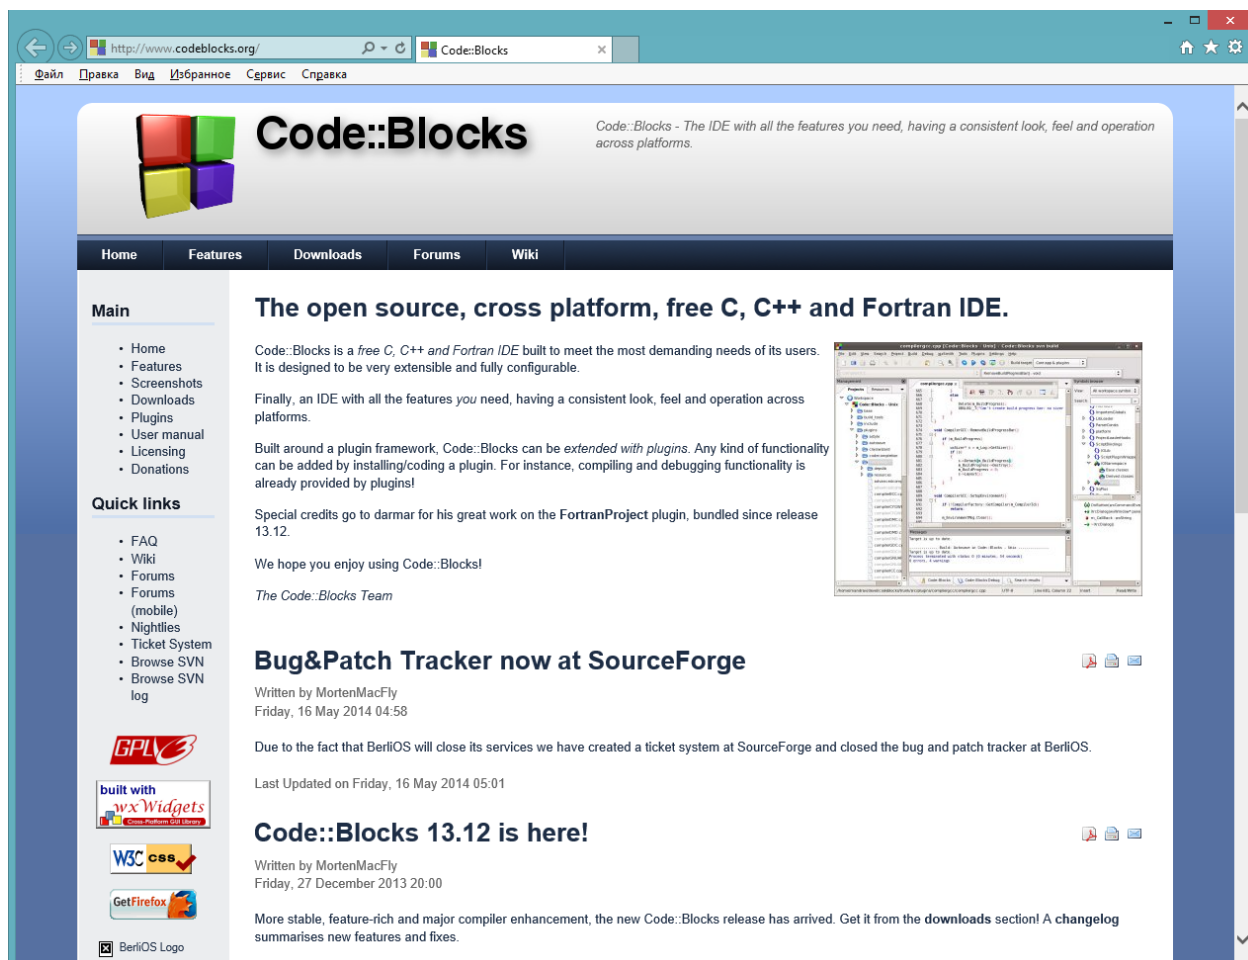 http://www.codeblocks.org/
Code::Blocks
Файл Правка Вид Избранное Сервис Справка
Code::Blocks
Code::Blocks - The IDE with all the features you need, having a consistent look, feel and operation
across platforms.
Home Features Downloads Forums Wiki
Main
Home
Features
Screenshots
Downloads
Plugins
User manual
Licensing
Donations
Quick links
FAQ
Wiki
Forums
Forums
(mobile)
Nightlies
Ticket System
Browse SVN
Browse SVN
log
GPL 3
built with
wxWidgets
Cross-Platform GUI Library
W3C css
GetFirefox
BerliOS Logo
The open source, cross platform, free C, C++ and Fortran IDE.
Code::Blocks is a free C, C++ and Fortran IDE built to meet the most demanding needs of its users.
It is designed to be very extensible and fully configurable.
Finally, an IDE with all the features you need, having a consistent look, feel and operation across
platforms.
Built around a plugin framework, Code::Blocks can be extended with plugins. Any kind of functionality
can be added by installing/coding a plugin. For instance, compiling and debugging functionality is
already provided by plugins!
Special credits go to darmar for his great work on the FortranProject plugin, bundled since release
13.12.
We hope you enjoy using Code::Blocks!
The Code::Blocks Team
Bug&Patch Tracker now at SourceForge
Written by MortenMacFly
Friday, 16 May 2014 04:58
Due to the fact that BerliOS will close its services we have created a ticket system at SourceForge and closed the bug and patch tracker at BerliOS.
Last Updated on Friday, 16 May 2014 05:01
Code::Blocks 13.12 is here!
Written by MortenMacFly
Friday, 27 December 2013 20:00
More stable, feature-rich and major compiler enhancement, the new Code::Blocks release has arrived. Get it from the downloads section! A changelog
summarises new features and fixes.